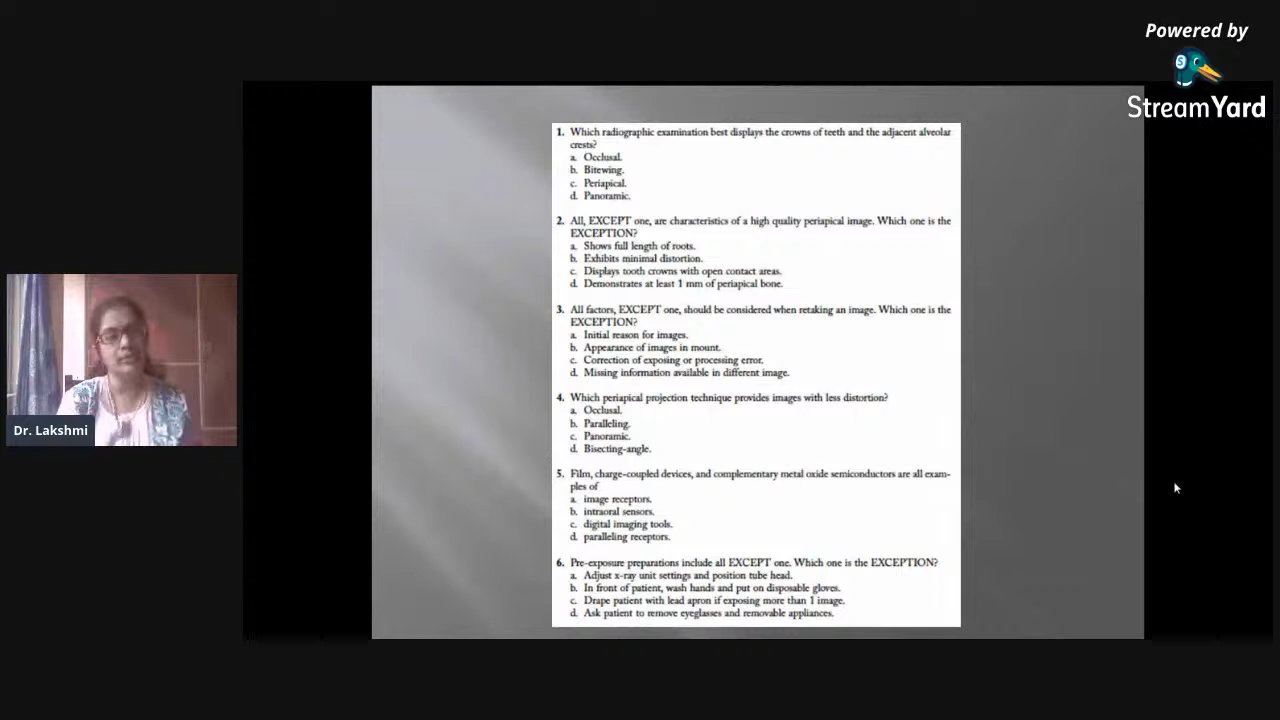 Powered by
StreamYard
1. Which radiographic examination best displays the crowns of teeth and the adjacent alveolar
crests?
a. Occlusal.
b. Bitewing.
c. Periapical.
d. Panoramic.
2. All, EXCEPT one, are characteristics of a high quality periapical image. Which one is the
EXCEPTION?
a. Shows full length of roots.
b. Exhibits minimal distortion.
c. Displays tooth crowns with open contact areas.
d. Demonstrates at least 1 mm of periapical bone.
3. All factors, EXCEPT one, should be considered when retaking an image. Which one is the
EXCEPTION?
a. Initial reason for images.
b. Appearance of images in mount.
c. Correction of exposing or processing error.
d. Missing information available in different image.
4. Which periapical projection technique provides images with less distortion?
a. Occlusal.
b. Paralleling.
c. Panoramic.
d. Bisecting-angle.
5. Film, charge-coupled devices, and complementary metal oxide semiconductors are all exam-
ples of
a. image receptors.
b. intraoral sensors.
c. digital imaging tools.
d. paralleling receptors.
6. Pre-exposure preparations include all EXCEPT one. Which one is the EXCEPTION?
a. Adjust x-ray unit settings and position tube head.
b. In front of patient, wash hands and put on disposable gloves.
c. Drape patient with lead apron if exposing more than 1 image.
d. Ask patient to remove eyeglasses and removable appliances.
Dr. Lakshmi